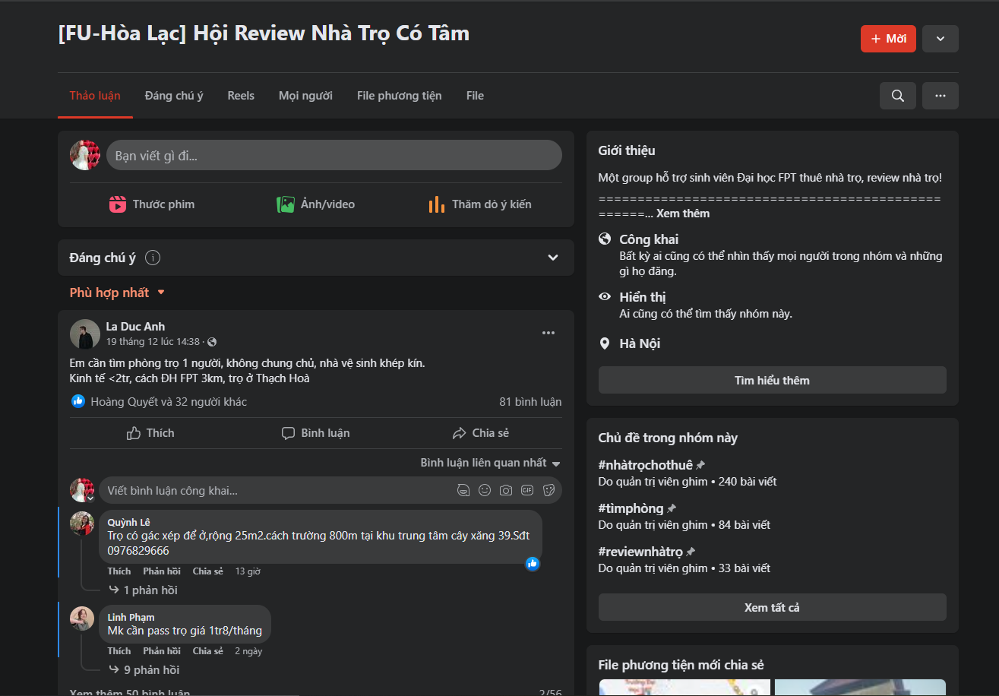 [FU-Hòa Lạc] Hội Review Nhà Trọ Có Tâm
+ Mới
Thảo luận
Đáng chú ý
Reels
Mọi người
File phương tiện
File
Bạn viết gì đi...
Thước phim
Ảnh/video
Thăm dò ý kiến
Đáng chú ý
Phù hợp nhất
La Duc Anh
19 tháng 12 lúc 14:38 ·
Em cần tìm phòng trọ 1 người, không chung chủ, nhà vệ sinh khép kín.
Kinh tế <2tr, cách ĐH FPT 3km, trọ ở Thạch Hoà
Hoàng Quyết và 32 người khác
81 bình luận
Thích
Bình luận
Chia sẻ
Bình luận liên quan nhất
Viết bình luận công khai...
GIF
Quỳnh Lê
Trọ có gác xép để ở,rộng 25m2.cách trường 800m tại khu trung tâm cây xăng 39.Sđt
0976829666
Thích Phản hồi Chia sẻ 13 giờ
1 phản hồi
Linh Phạm
Mk cần pass trọ giá 1tr8/tháng
Thích Phản hồi Chia sẻ 2 ngày
9 phản hồi
Xem thêm 50 bình luận
2/56
Giới thiệu
Một group hỗ trợ sinh viên Đại học FPT thuê nhà trọ, review nhà trọ!
============================================
======... Xem thêm
Công khai
Bất kỳ ai cũng có thể nhìn thấy mọi người trong nhóm và những
gì họ đăng.
Hiển thị
Ai cũng có thể tìm thấy nhóm này.
Hà Nội
Tìm hiểu thêm
Chủ đề trong nhóm này
#nhàtrọchothuê
Do quản trị viên ghim • 240 bài viết
#tìmphòng
Do quản trị viên ghim • 84 bài viết
#reviewnhàtrọ
Do quản trị viên ghim • 33 bài viết
Xem tất cả
File phương tiện mới chia sẻ